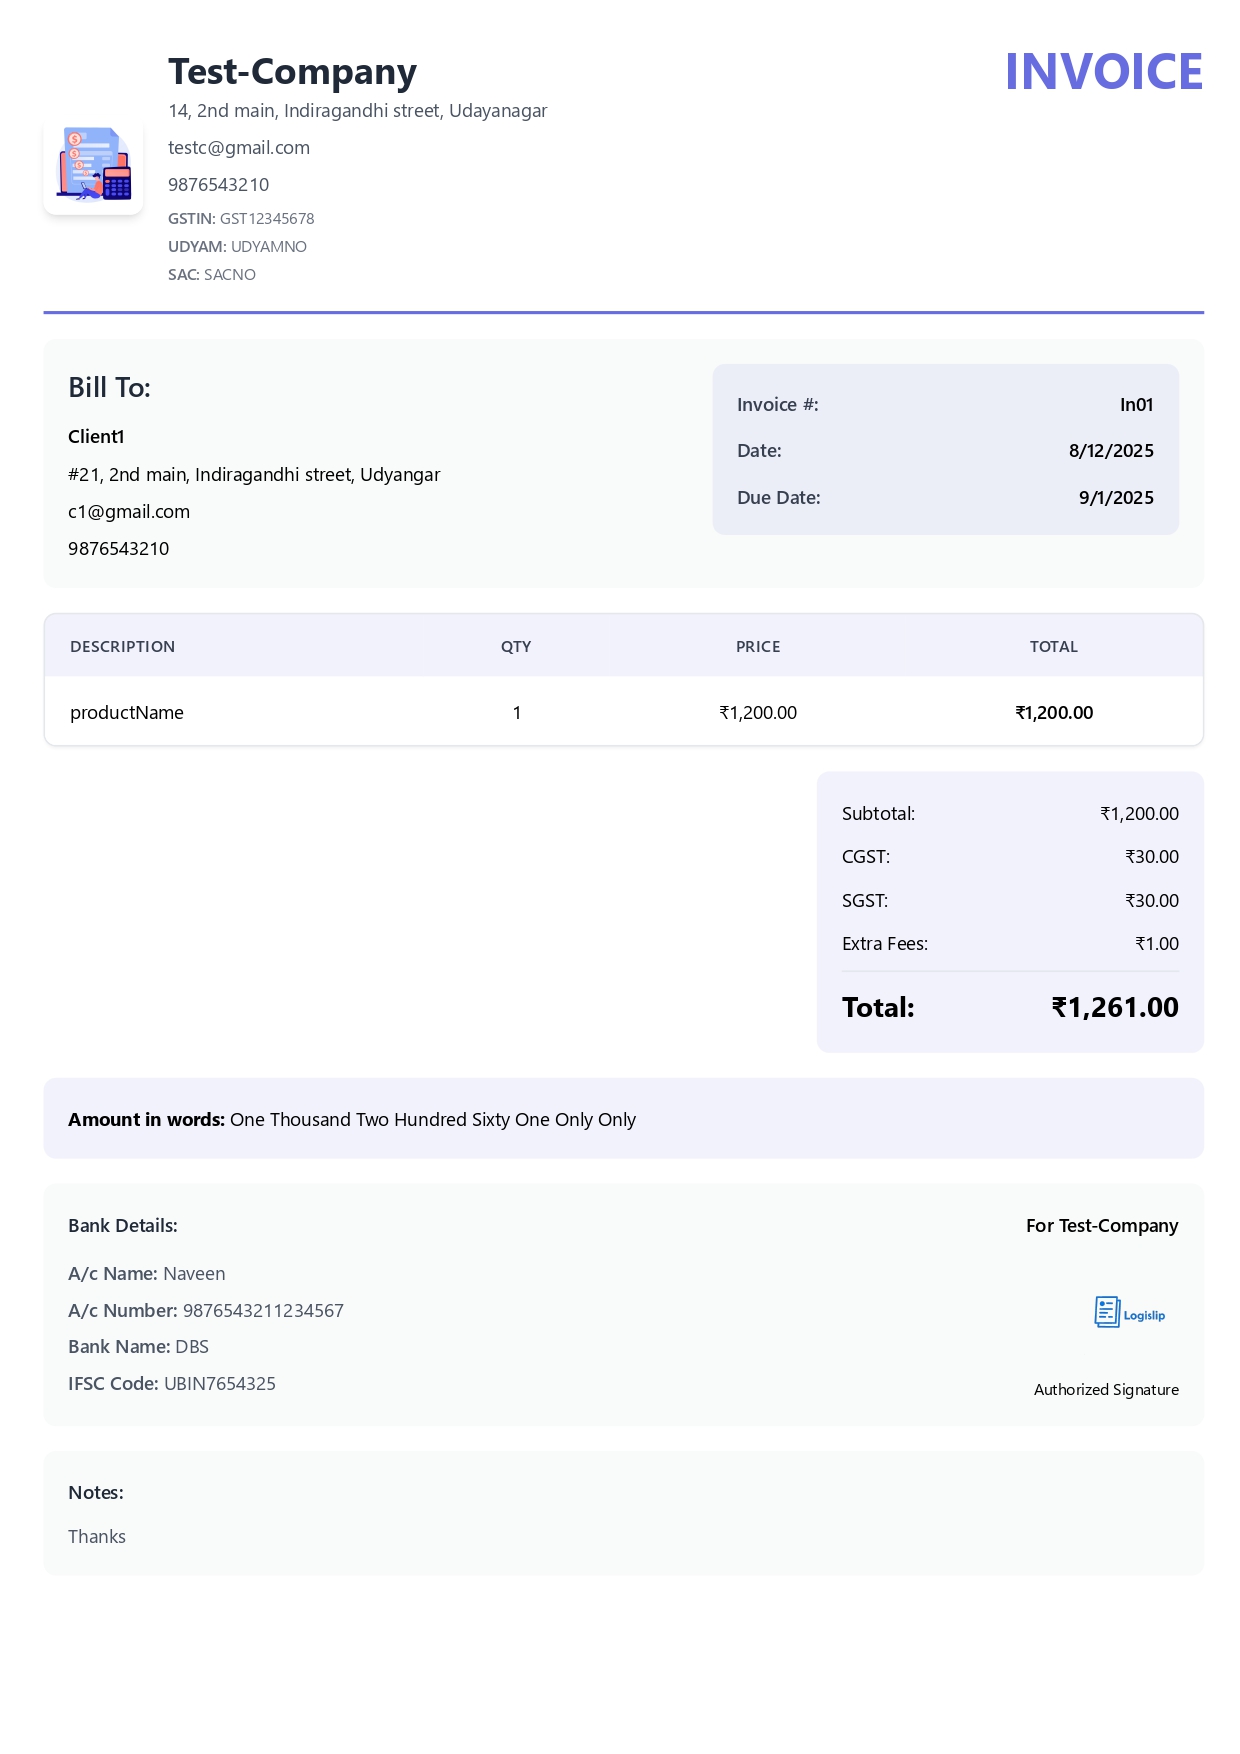 Test-Company
INVOICE
14, 2nd main, Indiragandhi street, Udayanagar
testc@gmail.com
9876543210
GSTIN: GST12345678
UDYAM: UDYAMNO
SAC: SACNO
Bill To:
Client1
#21, 2nd main, Indiragandhi street, Udyangar
c1@gmail.com
9876543210
Invoice #: In01
Date: 8/12/2025
Due Date: 9/1/2025
DESCRIPTION QTY PRICE TOTAL
productName 1 ₹1,200.00 ₹1,200.00
Subtotal: ₹1,200.00
CGST: ₹30.00
SGST: ₹30.00
Extra Fees: ₹1.00
Total: ₹1,261.00
Amount in words: One Thousand Two Hundred Sixty One Only Only
Bank Details:
A/c Name: Naveen
A/c Number: 9876543211234567
Bank Name: DBS
IFSC Code: UBIN7654325
For Test-Company
Logislip
Authorized Signature
Notes:
Thanks